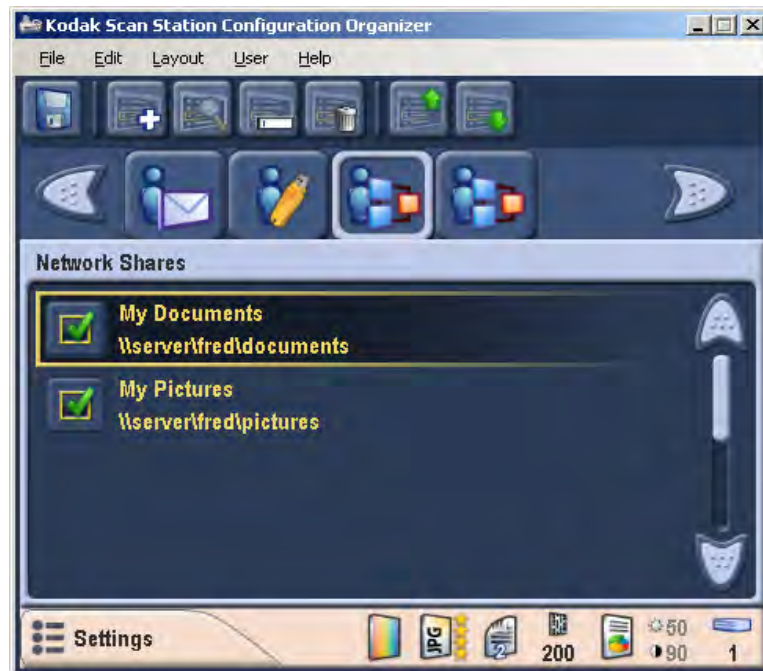 Kodak Scan Station Configuration Organizer
File Edit Layout User Help
Network Shares
My Documents
\\server\fred\documents
My Pictures
\\server\fred\pictures
Settings
JPG
2
200
50
90
1